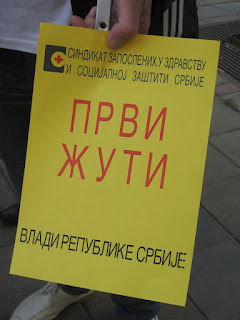 СИНДИКАТ ЗАПОСЛЕНИХ У ЗДРАВСТВУ
И СОЦИЈАЛНОЈ ЗАШТИТИ СРБИЈЕ
ПРВИ
ЖУТИ
ВЛАДИ РЕПУБЛИКЕ СРБИЈЕ